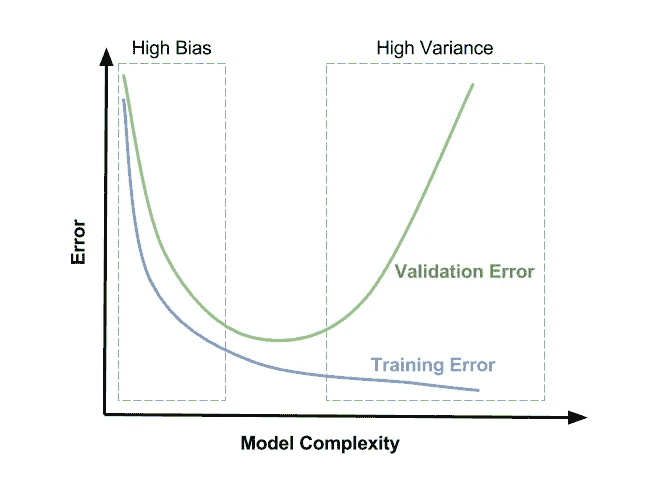 High Bias
High Variance
Error
Validation Error
Training Error
Model Complexity